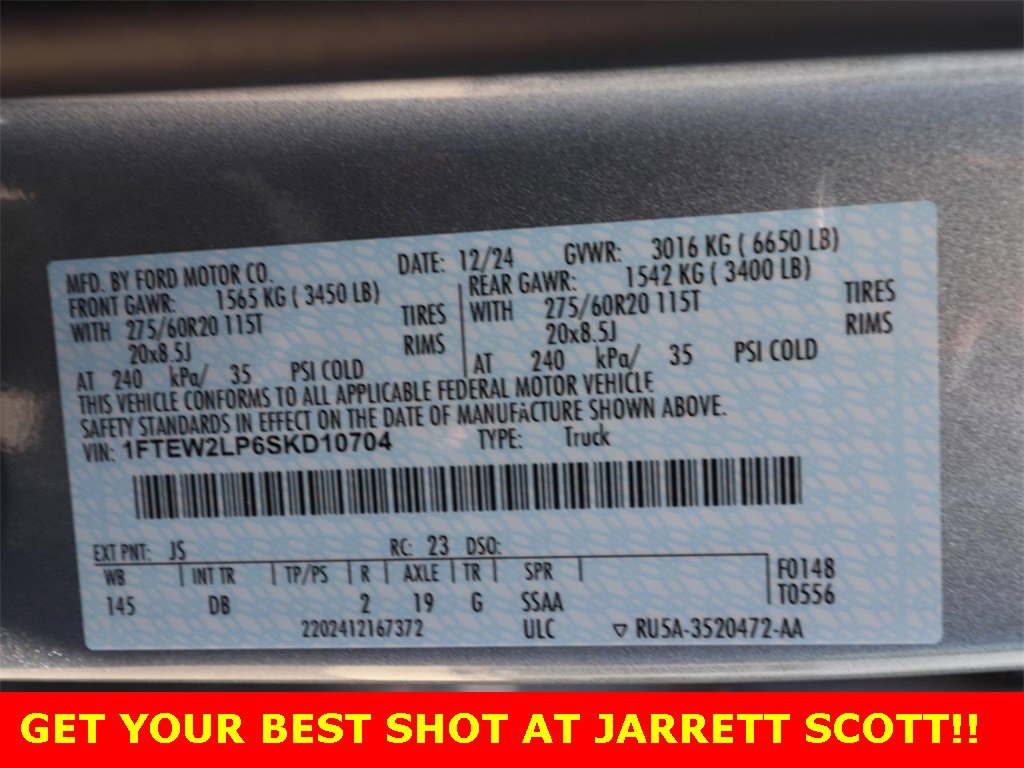 MFD. BY FORD MOTOR CO. DATE: 12/24 GVWR: 3016 KG ( 6650 LB)
FRONT GAWR: 1565 KG ( 3450 LB) REAR GAWR: 1542 KG ( 3400 LB)
WITH 275/60R20 115T TIRES WITH 275/60R20 115T TIRES
20x8.5J RIMS 20x8.5J RIMS
AT 240 kPa/ 35 PSI COLD AT 240 kPa/ 35 PSI COLD
THIS VEHICLE CONFORMS TO ALL APPLICABLE FEDERAL MOTOR VEHICLE
SAFETY STANDARDS IN EFFECT ON THE DATE OF MANUFACTURE SHOWN ABOVE.
VIN: 1FTEW2LP6SKD10704 TYPE: Truck
EXT PNT: JS RC: 23 DSO:
WB INT TR TP/PS R AXLE TR SPR F0148
145 DB 2 19 G SSAA T0556
2202412167372 ULC ▽ RU5A-3520472-AA
GET YOUR BEST SHOT AT JARRETT SCOTT!!